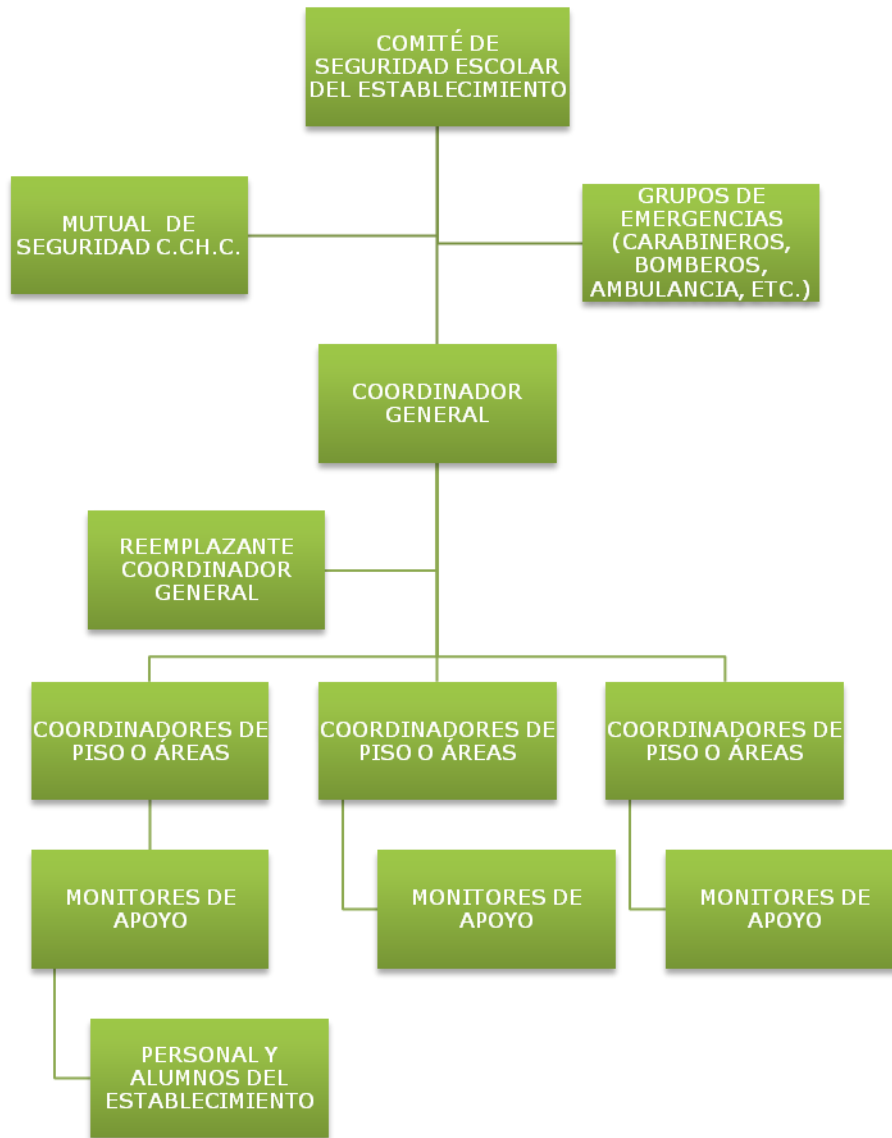 COMITÉ DE
SEGURIDAD ESCOLAR
DEL ESTABLECIMIENTO
MUTUAL DE
SEGURIDAD C.CH.C.
GRUPOS DE
EMERGENCIAS
(CARABINEROS,
BOMBEROS,
AMBULANCIA, ETC.)
COORDINADOR
GENERAL
REEMPLAZANTE
COORDINADOR
GENERAL
COORDINADORES DE
PISO O ÁREAS
COORDINADORES DE
PISO O ÁREAS
COORDINADORES DE
PISO O ÁREAS
MONITORES DE
APOYO
MONITORES DE
APOYO
MONITORES DE
APOYO
PERSONAL Y
ALUMNOS DEL
ESTABLECIMIENTO